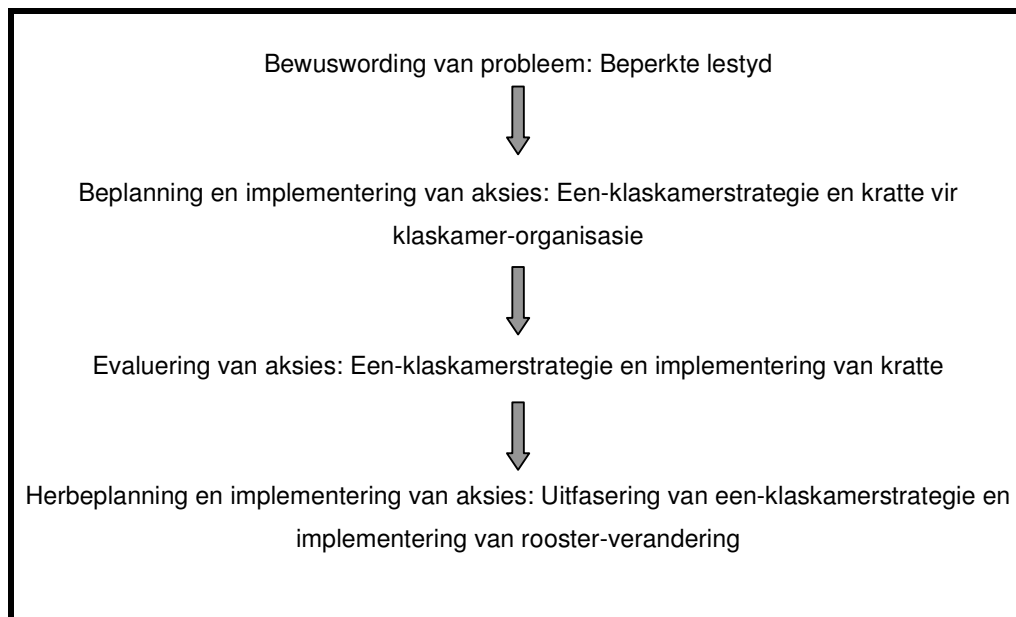 Bewuswording van probleem: Beperkte lestyd
Beplanning en implementering van aksies: Een-klaskamerstrategie en kratte vir
klaskamer-organisasie
Evaluering van aksies: Een-klaskamerstrategie en implementering van kratte
Herbeplanning en implementering van aksies: Uitfasering van een-klaskamerstrategie en
implementering van rooster-verandering